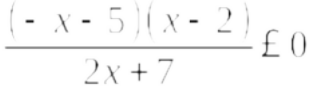 (- x - 5)(x - 2)
2x + 7 £ 0